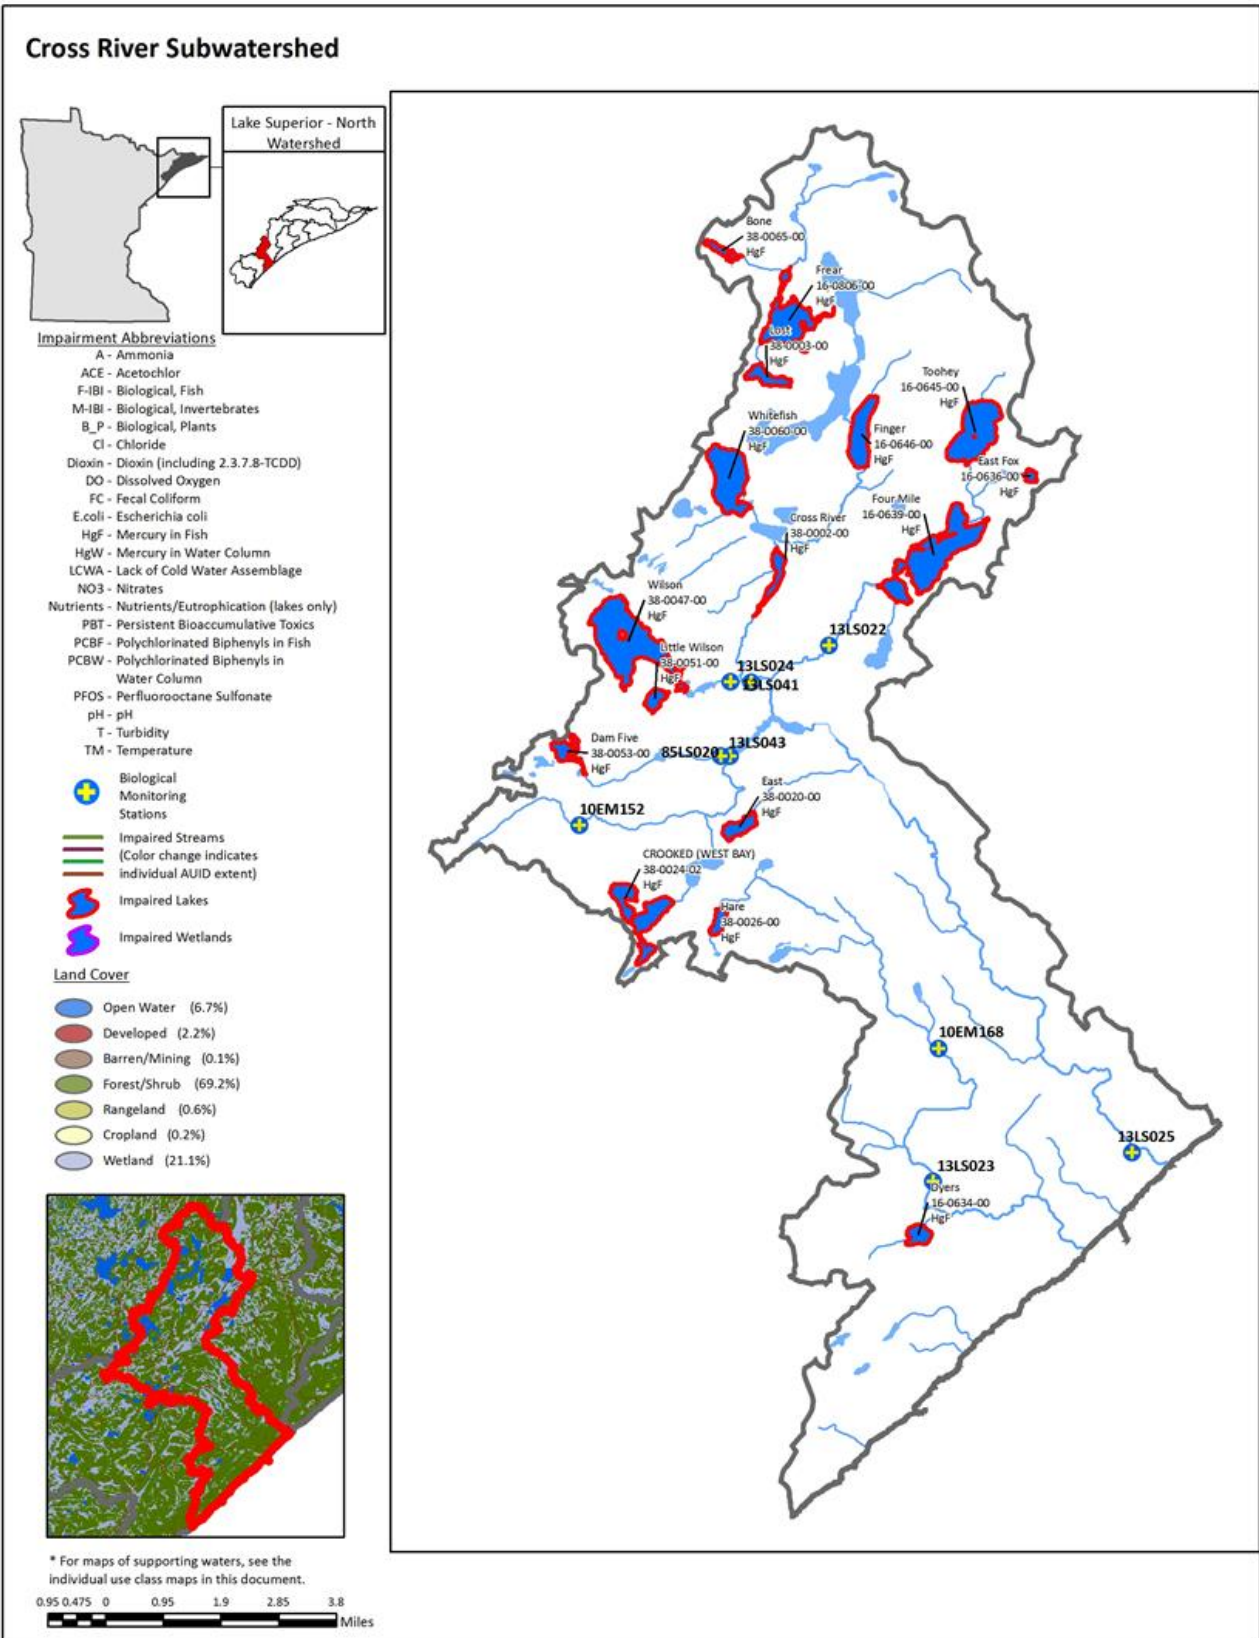 Cross River Subwatershed
Lake Superior - North
Watershed
Impairment Abbreviations
A - Ammonia
ACE - Acetochlor
F-IBI - Biological, Fish
M-IBI - Biological, Invertebrates
B_P - Biological, Plants
Cl - Chloride
Dioxin - Dioxin (including 2.3.7.8-TCDD)
DO - Dissolved Oxygen
FC - Fecal Coliform
E.coli - Escherichia coli
HgF - Mercury in Fish
HgW - Mercury in Water Column
LCWA - Lack of Cold Water Assemblage
NO3 - Nitrates
Nutrients - Nutrients/Eutrophication (lakes only)
PBT - Persistent Bioaccumulative Toxics
PCBF - Polychlorinated Biphenyls in Fish
PCBW - Polychlorinated Biphenyls in
Water Column
PFOS - Perfluorooctane Sulfonate
pH - pH
T - Turbidity
TM - Temperature
Biological
Monitoring
Stations
Impaired Streams
(Color change indicates
individual AUID extent)
Impaired Lakes
Impaired Wetlands
Land Cover
Open Water (6.7%)
Developed (2.2%)
Barren/Mining (0.1%)
Forest/Shrub (69.2%)
Rangeland (0.6%)
Cropland (0.2%)
Wetland (21.1%)
* For maps of supporting waters, see the
individual use class maps in this document.
0.95 0.475 0 0.95 1.9 2.85 3.8
Miles
Bone
38-0065-00
HgF
Frear
16-0806-00
HgF
Lost
38-0003-00
HgF
Toohey
16-0645-00
HgF
Whitefish
38-0060-00
HgF
Finger
16-0646-00
HgF
East Fox
16-0636-00
HgF
Four Mile
16-0639-00
HgF
Cross River
38-0002-00
HgF
Wilson
38-0047-00
HgF
13LS022
Little Wilson
38-0051-00
HgF
13LS024
13LS041
Dam Five
38-0053-00
HgF
85LS020
13LS043
East
38-0020-00
HgF
10EM152
CROOKED (WEST BAY)
38-0024-02
HgF
Hare
38-0026-00
HgF
10EM168
13LS025
13LS023
Dyers
16-0634-00
HgF